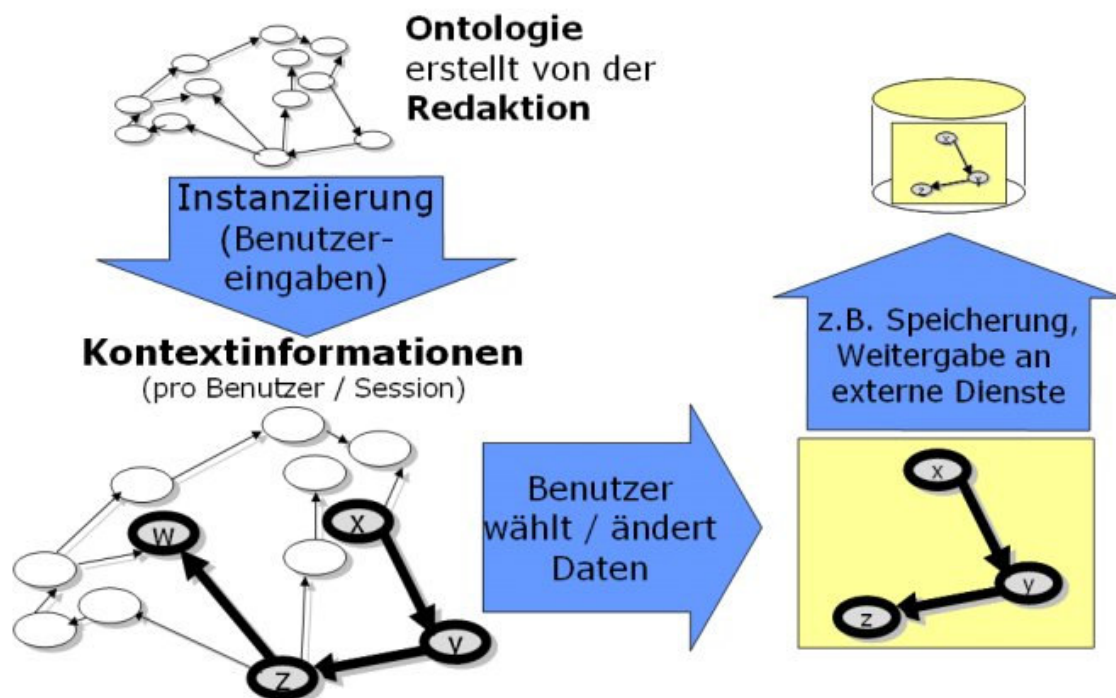 Ontologie
erstellt von der
Redaktion
Instanziierung
(Benutzer-
eingaben)
Kontextinformationen
(pro Benutzer / Session)
W
X
y
Z
Benutzer
wählt / ändert
Daten
x
y
z
z.B. Speicherung,
Weitergabe an
externe Dienste
x
y
z